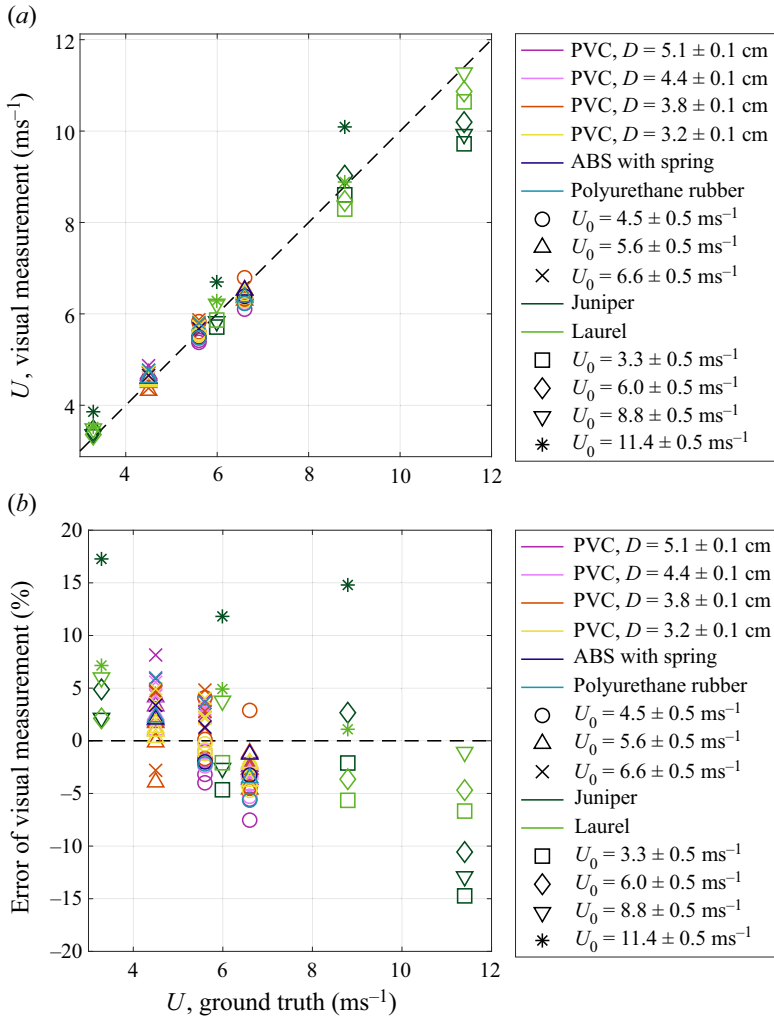 (a)
12
10
8
6
4
4
6
8
10
12
U, visual measurement (ms⁻¹)
PVC, D = 5.1 ± 0.1 cm
PVC, D = 4.4 ± 0.1 cm
PVC, D = 3.8 ± 0.1 cm
PVC, D = 3.2 ± 0.1 cm
ABS with spring
Polyurethane rubber
U₀ = 4.5 ± 0.5 ms⁻¹
U₀ = 5.6 ± 0.5 ms⁻¹
U₀ = 6.6 ± 0.5 ms⁻¹
Juniper
Laurel
U₀ = 3.3 ± 0.5 ms⁻¹
U₀ = 6.0 ± 0.5 ms⁻¹
U₀ = 8.8 ± 0.5 ms⁻¹
U₀ = 11.4 ± 0.5 ms⁻¹
(b)
20
15
10
5
0
−5
−10
−15
−20
4
6
8
10
12
Error of visual measurement (%)
U, ground truth (ms⁻¹)
PVC, D = 5.1 ± 0.1 cm
PVC, D = 4.4 ± 0.1 cm
PVC, D = 3.8 ± 0.1 cm
PVC, D = 3.2 ± 0.1 cm
ABS with spring
Polyurethane rubber
U₀ = 4.5 ± 0.5 ms⁻¹
U₀ = 5.6 ± 0.5 ms⁻¹
U₀ = 6.6 ± 0.5 ms⁻¹
Juniper
Laurel
U₀ = 3.3 ± 0.5 ms⁻¹
U₀ = 6.0 ± 0.5 ms⁻¹
U₀ = 8.8 ± 0.5 ms⁻¹
U₀ = 11.4 ± 0.5 ms⁻¹